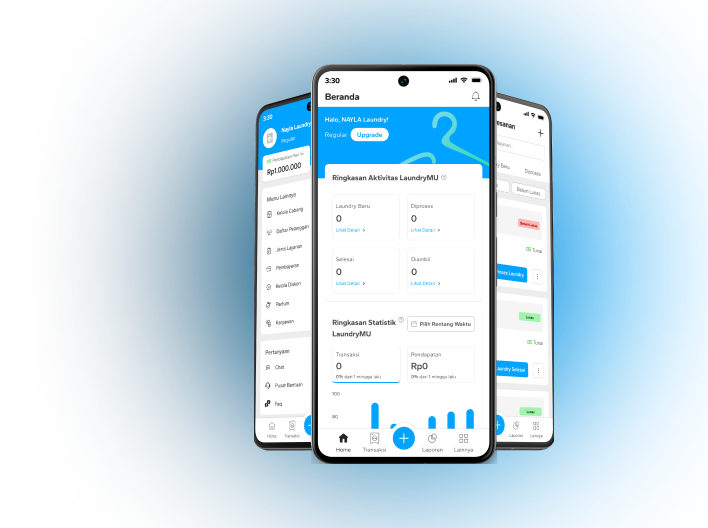 3:30
Nayla Laundry
Regular
Pendapatan Hari Ini
Rp1.000.000
Menu Lainnya
Kelola Cabang
Daftar Pelanggan
Jenis Layanan
Pembayaran
Kelola Diskon
Parfum
Karyawan
Pertanyaan
Chat
Pusat Bantuan
Faq
Home
Transaksi
3:30
Beranda
Halo, NAYLA Laundry!
Regular Upgrade
Ringkasan Aktivitas LaundryMU
Laundry Baru
0
Lihat Detail >
Diproses
0
Lihat Detail >
Selesai
0
Lihat Detail >
Diambil
0
Lihat Detail >
Ringkasan Statistik
LaundryMU
Pilih Rentang Waktu
Transaksi
0
0% dari 1 minggu lalu
Pendapatan
Rp0
0% dari 1 minggu lalu
100
80
Home Transaksi + Laporan Lainnya
esanan
+
Baru
Diproses
Belum Lunas
Belum Lunas
Tunai
Laundry
Lunas
Tunai
Laundry Selesai
Lunas
Laporan Lainnya